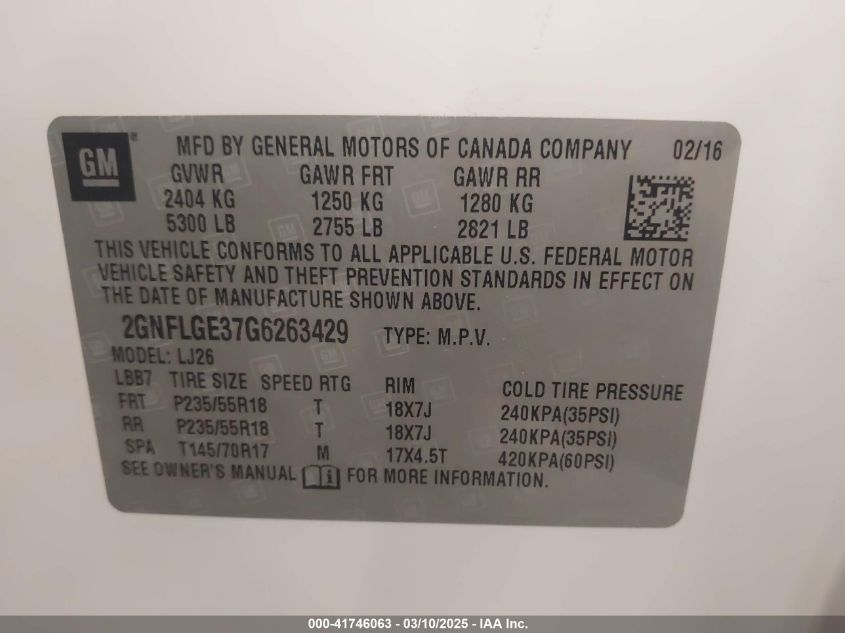 GM
MFD BY GENERAL MOTORS OF CANADA COMPANY 02/16
GVWR GAWR FRT GAWR RR
2404 KG 1250 KG 1280 KG
5300 LB 2755 LB 2821 LB
THIS VEHICLE CONFORMS TO ALL APPLICABLE U.S. FEDERAL MOTOR
VEHICLE SAFETY AND THEFT PREVENTION STANDARDS IN EFFECT ON
THE DATE OF MANUFACTURE SHOWN ABOVE.
2GNFLGE37G6263429 TYPE: M.P.V.
MODEL: LJ26
LBB7 TIRE SIZE SPEED RTG RIM COLD TIRE PRESSURE
FRT P235/55R18 T 18X7J 240KPA(35PSI)
RR P235/55R18 T 18X7J 240KPA(35PSI)
SPA T145/70R17 M 17X4.5T 420KPA(60PSI)
SEE OWNER'S MANUAL i FOR MORE INFORMATION.
000-41746063 - 03/10/2025 - IAA Inc.